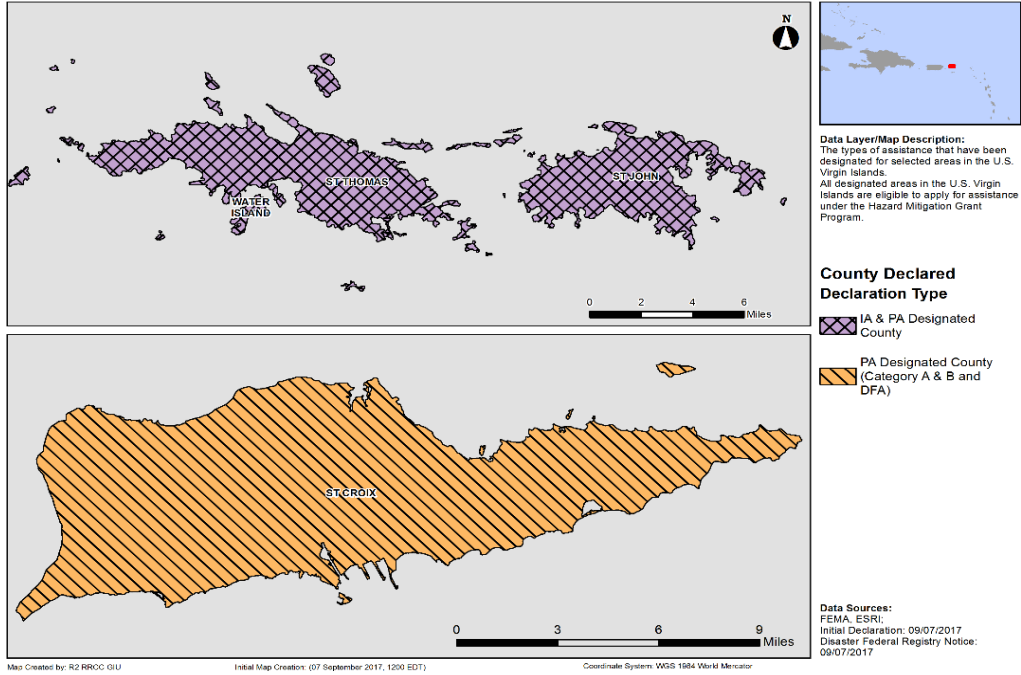 N
ST THOMAS
WATER
ISLAND
ST JOHN
0 2 4 6
Miles
ST CROIX
0 3 6 9
Miles
Data Layer/Map Description:
The types of assistance that have been
designated for selected areas in the U.S.
Virgin Islands.
All designated areas in the U.S. Virgin
Islands are eligible to apply for assistance
under the Hazard Mitigation Grant
Program.
County Declared
Declaration Type
IA & PA Designated
County
PA Designated County
(Category A & B and
DFA)
Data Sources:
FEMA, ESRI;
Initial Declaration: 09/07/2017
Disaster Federal Registry Notice:
09/07/2017
Map Created by: R2 RRCC GIU
Initial Map Creation: (07 September 2017, 1200 EDT)
Coordinate System: WGS 1984 World Mercator